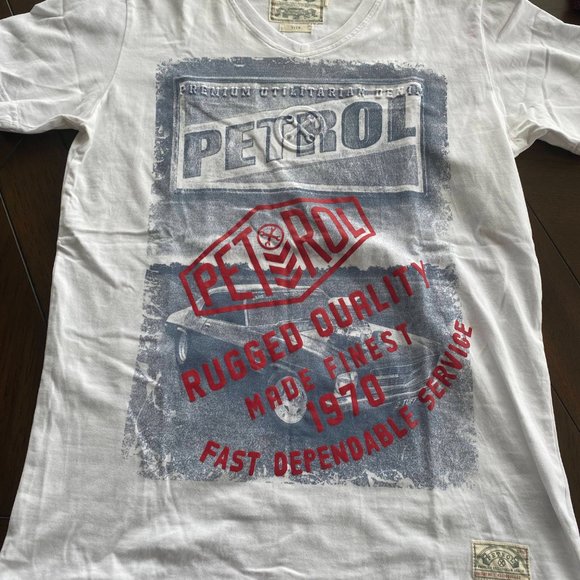 PREMIUM UTILITARIAN DENIM
PETROL
PETROL
RUGGED QUALITY
MADE FINEST
1970
FAST DEPENDABLE SERVICE